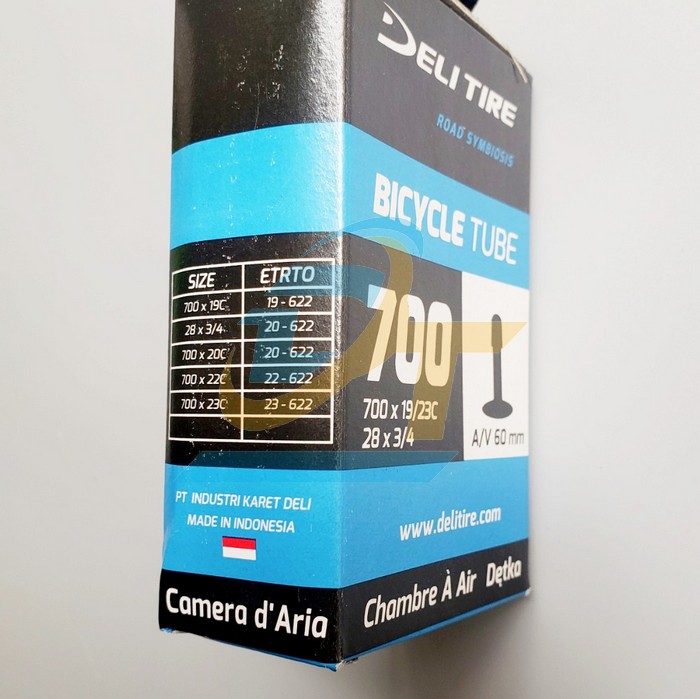 DELI TIRE
ROAD SYMBIOSIS
BICYCLE TUBE
700
700 x 19/23C
28 x 3/4
A/V 60 mm
www.delitire.com
Chambre À Air Dętka
SIZE ETRTO
700 x 19C 19 - 622
28 x 3/4 20 - 622
700 x 20C 20 - 622
700 x 22C 22 - 622
700 x 23C 23 - 622
PT INDUSTRI KARET DELI
MADE IN INDONESIA
Camera d'Aria